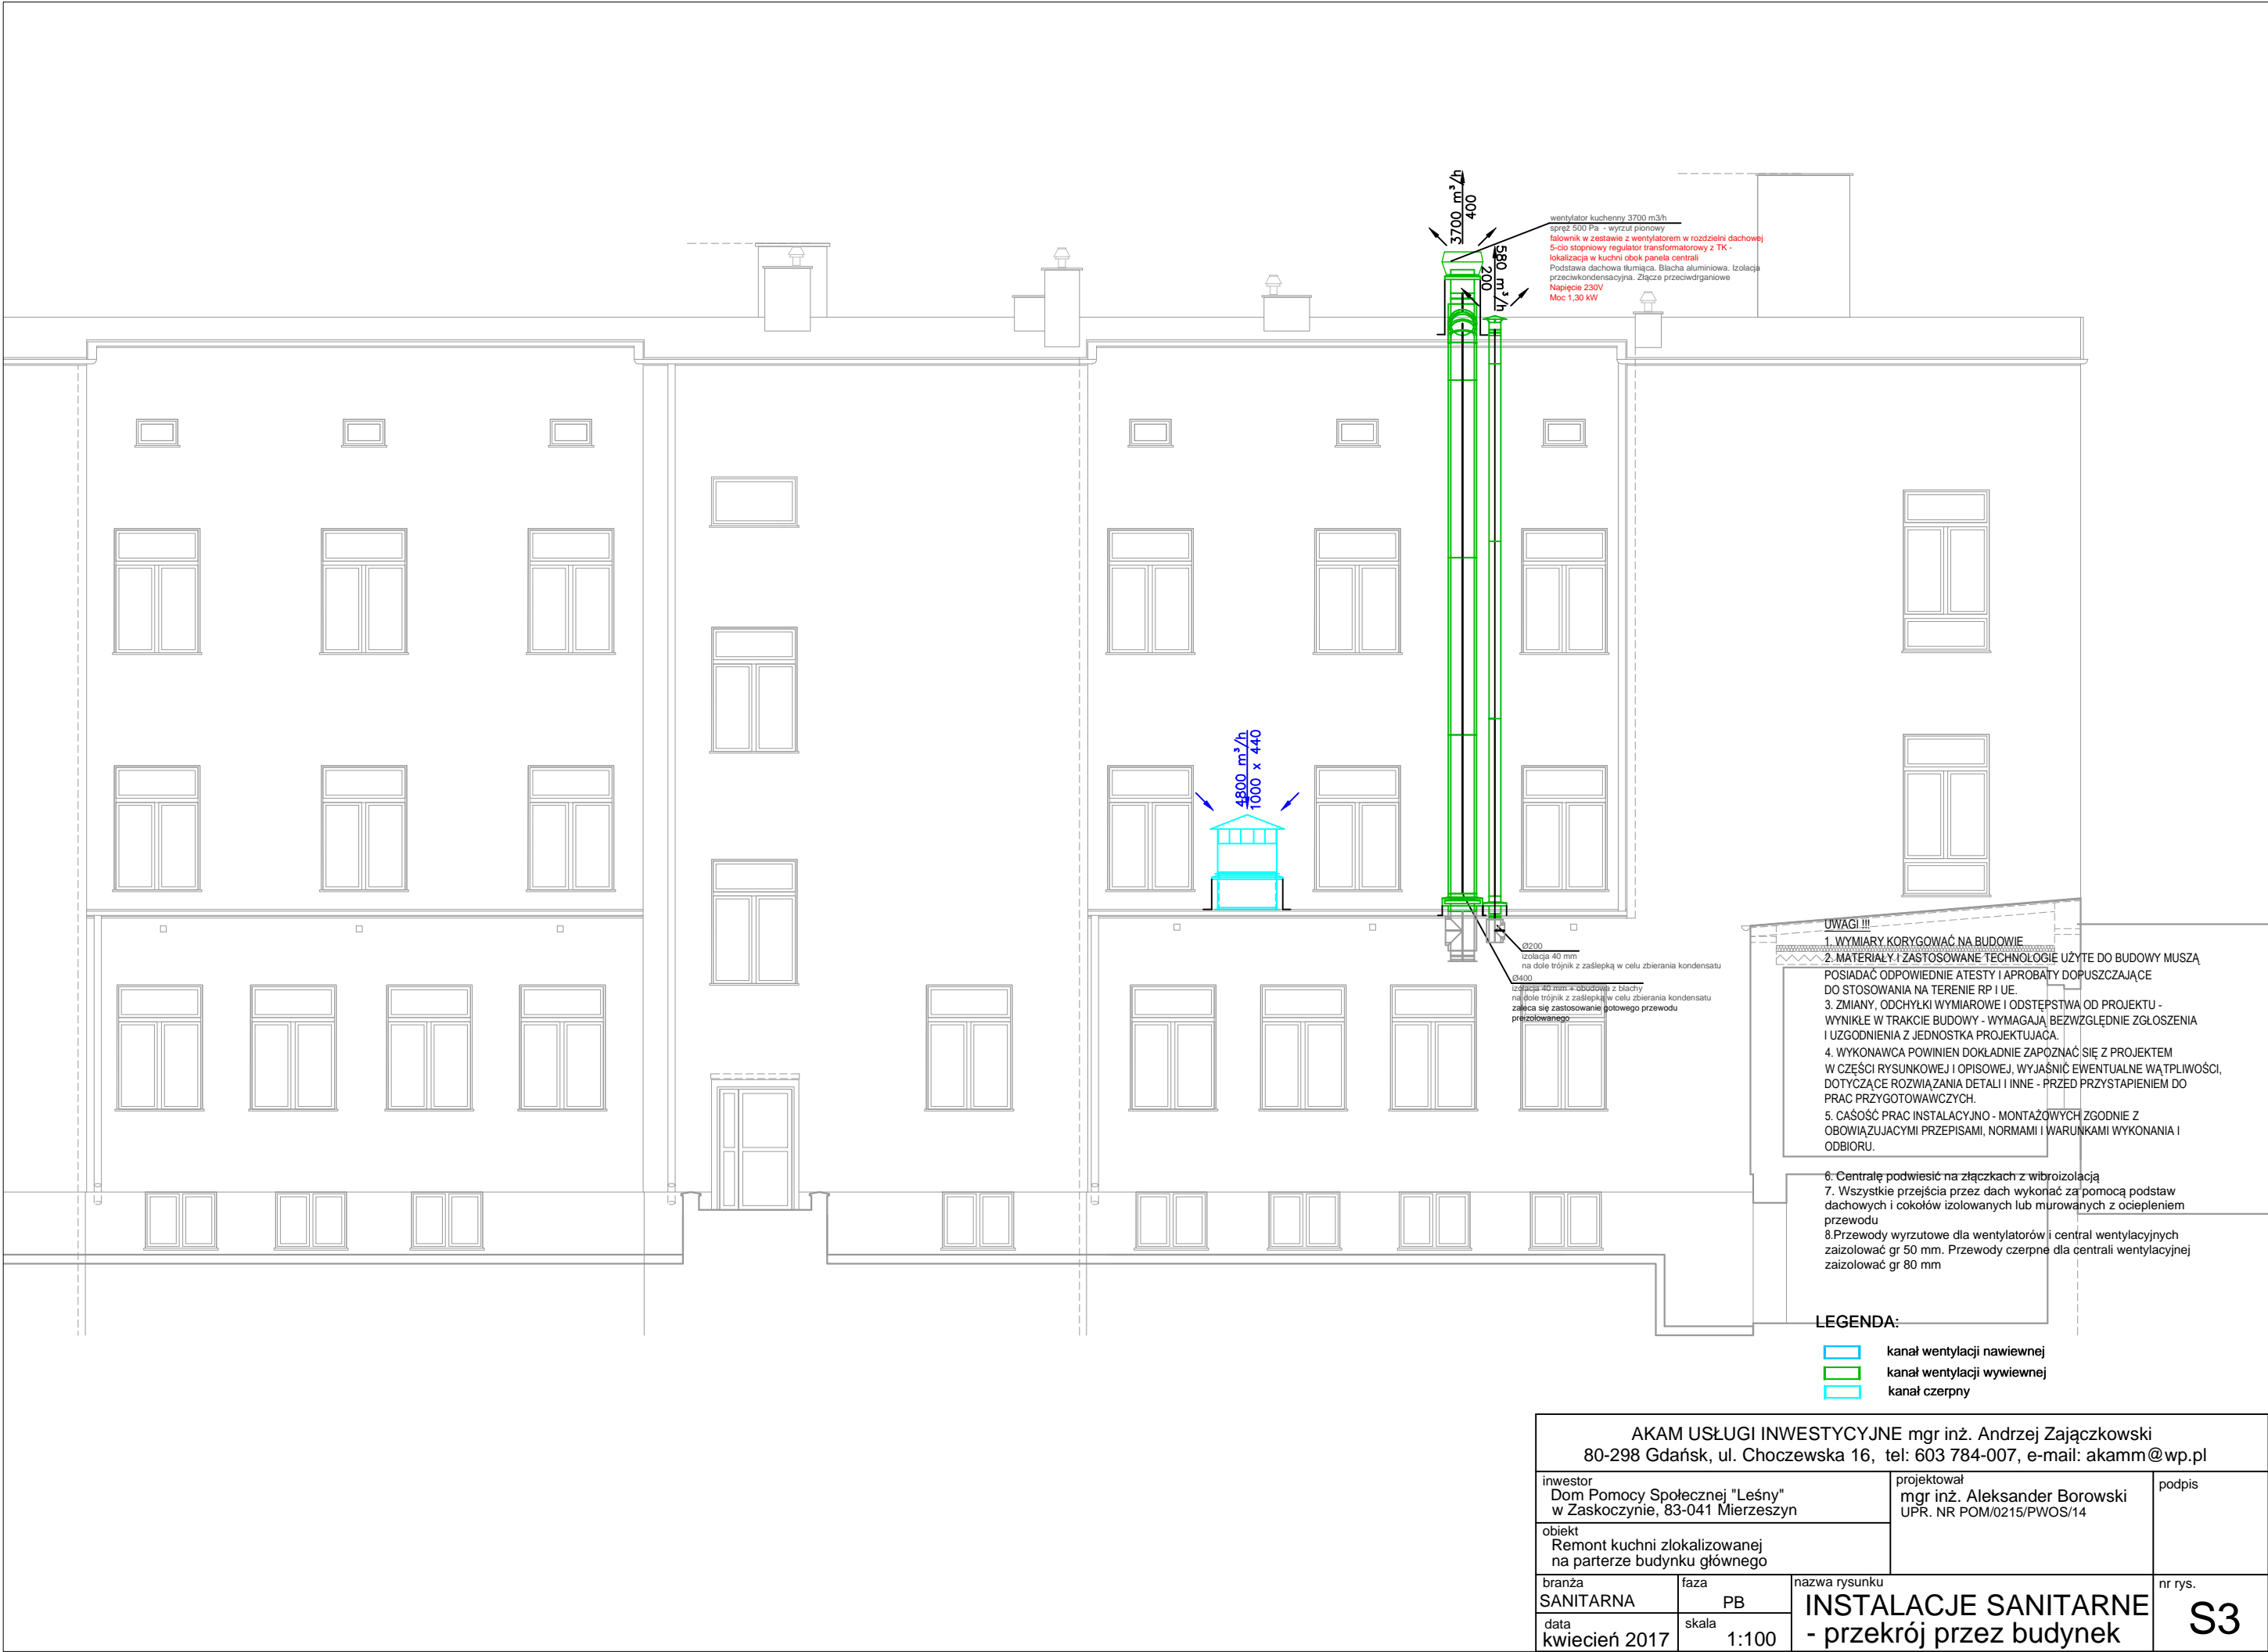 3700 m³/h
400
580 m³/h
200
wentylator kuchenny 3700 m3/h
spręż 500 Pa - wyrzut pionowy
falownik w zestawie z wentylatorem w rozdzielni dachowej
5-cio stopniowy regulator transformatorowy z TK -
lokalizacja w kuchni obok panela centrali
Podstawa dachowa tłumiąca. Blacha aluminiowa. Izolacja
przeciwkondensacyjna. Złącze przeciwdrganiowe
Napięcie 230V
Moc 1,30 kW
4800 m³/h
1000 x 440
Ø200
izolacja 40 mm
na dole trójnik z zaślepką w celu zbierania kondensatu
Ø400
izolacja 40 mm + obudowa z blachy
na dole trójnik z zaślepką w celu zbierania kondensatu
zaleca się zastosowanie gotowego przewodu
preizolowanego
UWAGI !!!
1. WYMIARY KORYGOWAĆ NA BUDOWIE
2. MATERIAŁY I ZASTOSOWANE TECHNOLOGIE UŻYTE DO BUDOWY MUSZĄ
POSIADAĆ ODPOWIEDNIE ATESTY I APROBATY DOPUSZCZAJĄCE
DO STOSOWANIA NA TERENIE RP I UE.
3. ZMIANY, ODCHYŁKI WYMIAROWE I ODSTĘPSTWA OD PROJEKTU -
WYNIKŁE W TRAKCIE BUDOWY - WYMAGAJĄ BEZWZGLĘDNIE ZGŁOSZENIA
I UZGODNIENIA Z JEDNOSTKA PROJEKTUJĄCA.
4. WYKONAWCA POWINIEN DOKŁADNIE ZAPOZNAĆ SIĘ Z PROJEKTEM
W CZĘŚCI RYSUNKOWEJ I OPISOWEJ, WYJAŚNIĆ EWENTUALNE WĄTPLIWOŚCI,
DOTYCZĄCE ROZWIĄZANIA DETALI I INNE - PRZED PRZYSTAPIENIEM DO
PRAC PRZYGOTOWAWCZYCH.
5. CAŚOŚĆ PRAC INSTALACYJNO - MONTAŻOWYCH ZGODNIE Z
OBOWIĄZUJACYMI PRZEPISAMI, NORMAMI I WARUNKAMI WYKONANIA I
ODBIORU.
6. Centralę podwiesić na złączkach z wibroizolacją
7. Wszystkie przejścia przez dach wykonać za pomocą podstaw
dachowych i cokołów izolowanych lub murowanych z ociepleniem
przewodu
8.Przewody wyrzutowe dla wentylatorów i central wentylacyjnych
zaizolować gr 50 mm. Przewody czerpne dla centrali wentylacyjnej
zaizolować gr 80 mm
LEGENDA:
kanał wentylacji nawiewnej
kanał wentylacji wywiewnej
kanał czerpny
AKAM USŁUGI INWESTYCYJNE mgr inż. Andrzej Zajączkowski
80-298 Gdańsk, ul. Choczewska 16, tel: 603 784-007, e-mail: akamm@wp.pl
inwestor
Dom Pomocy Społecznej "Leśny"
w Zaskoczynie, 83-041 Mierzeszyn
projektował
mgr inż. Aleksander Borowski
UPR. NR POM/0215/PWOS/14
podpis
obiekt
Remont kuchni zlokalizowanej
na parterze budynku głównego
branża
SANITARNA
faza
PB
nazwa rysunku
INSTALACJE SANITARNE
- przekrój przez budynek
nr rys.
S3
data
kwiecień 2017
skala
1:100